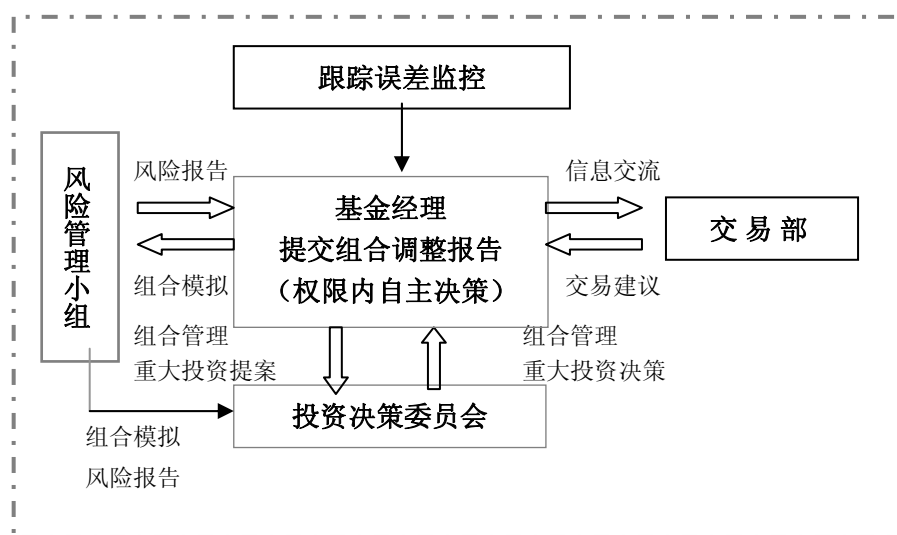 跟踪误差监控
风险管理小组
风险报告
信息交流
基金经理
提交组合调整报告
（权限内自主决策）
交易部
组合模拟
交易建议
组合管理
重大投资提案
组合管理
重大投资决策
投资决策委员会
组合模拟
风险报告